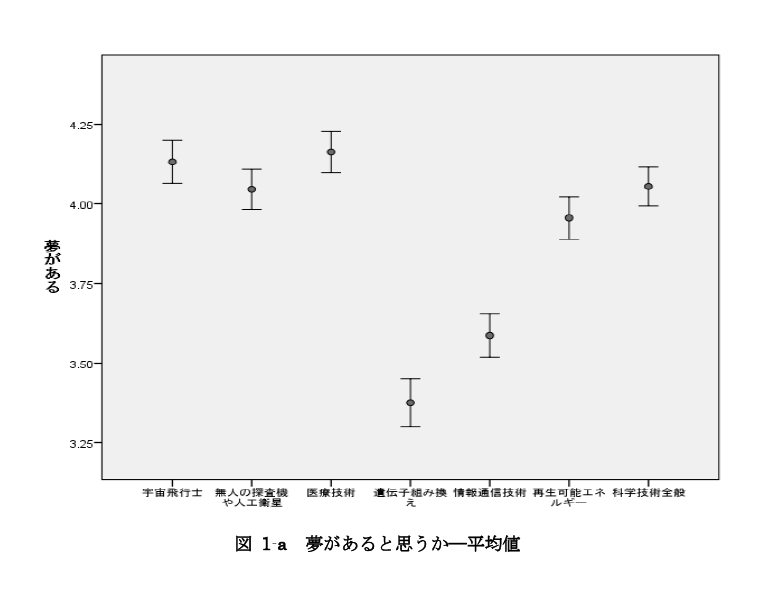 4.25
4.00
3.75
3.50
3.25
夢がある
宇宙飛行士
無人の探査機
や人工衛星
医療技術
遺伝子組み換
え
情報通信技術
再生可能エネ
ルギー
科学技術全般
図 1-a 夢があると思うか―平均値